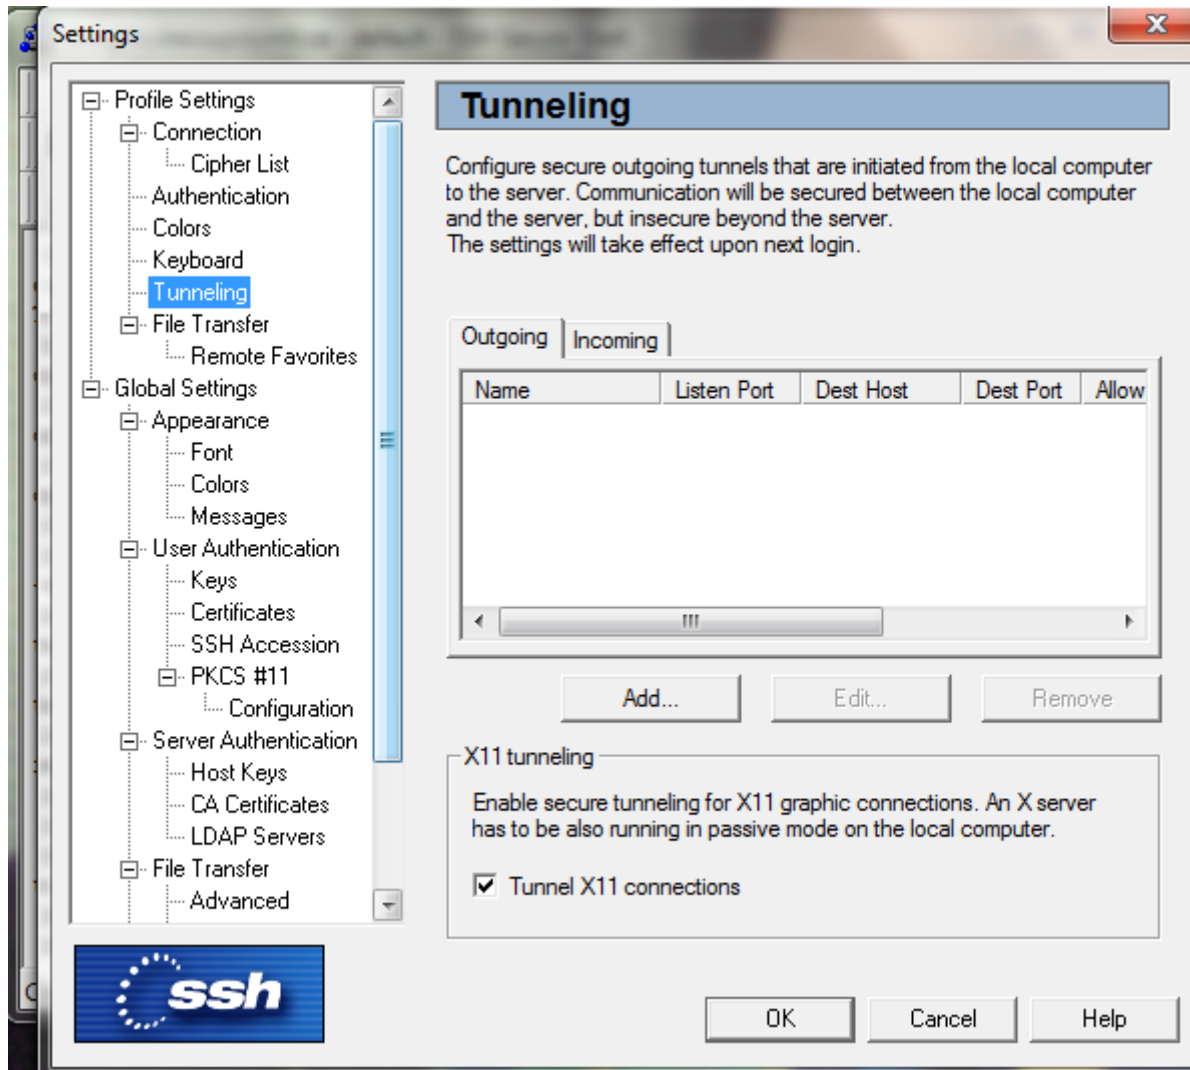 Settings
Profile Settings
Connection
Cipher List
Authentication
Colors
Keyboard
Tunneling
File Transfer
Remote Favorites
Global Settings
Appearance
Font
Colors
Messages
User Authentication
Keys
Certificates
SSH Accession
PKCS #11
Configuration
Server Authentication
Host Keys
CA Certificates
LDAP Servers
File Transfer
Advanced
ssh
Tunneling
Configure secure outgoing tunnels that are initiated from the local computer
to the server. Communication will be secured between the local computer
and the server, but insecure beyond the server.
The settings will take effect upon next login.
Outgoing Incoming
Name Listen Port Dest Host Dest Port Allow
Add... Edit... Remove
X11 tunneling
Enable secure tunneling for X11 graphic connections. An X server
has to be also running in passive mode on the local computer.
Tunnel X11 connections
OK Cancel Help